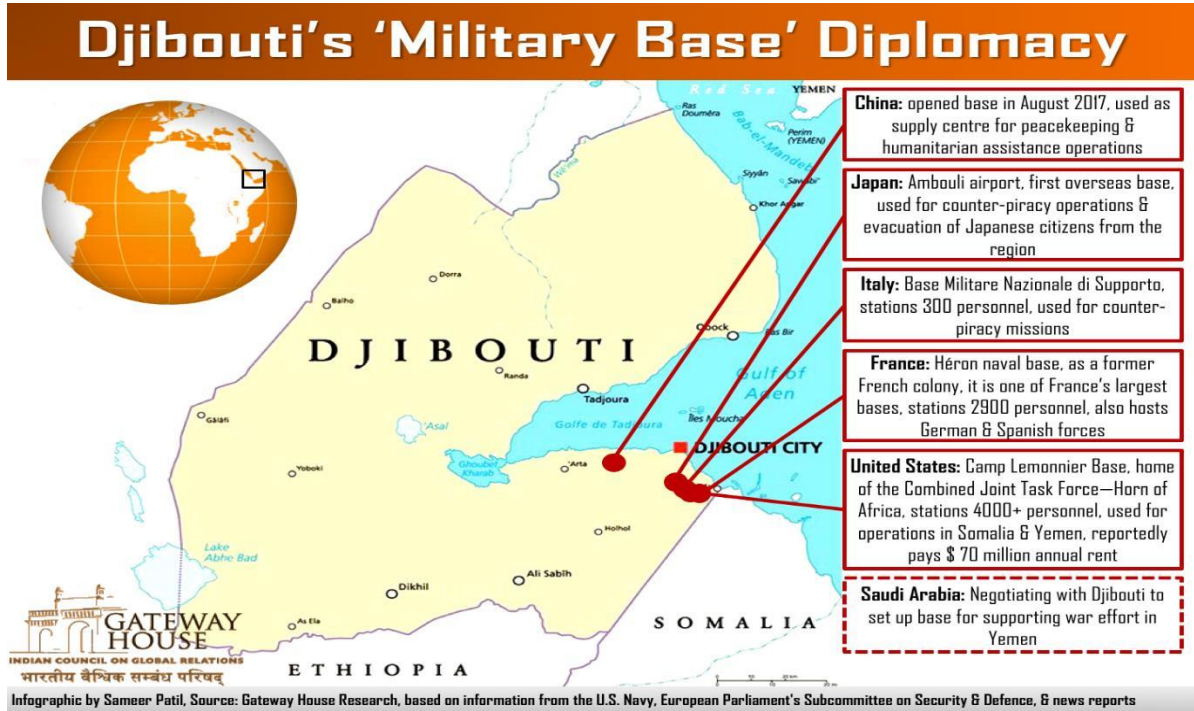 Djibouti's 'Military Base' Diplomacy
Red Sea
YEMEN
Ras
Doumêra
Bab-el-Mandeb
Perim
(YEMEN)
Weima
Siyyân
Sawâbi'
Khor Angar
Dorra
Balho
DJIBOUTI
Obock
Ras Bir
Randa
Gulf of
Aden
Tadjoura
Gâlâfi
'Asal
Golfe de Tadjoura
Îles Moucha
DJIBOUTI CITY
Yoboki
Ghoubet
Kharab
'Arta
Holhol
Lake
Abhe Bad
Ali Sabîh
Dikhil
As Ela
SOMALIA
ETHIOPIA
China: opened base in August 2017, used as
supply centre for peacekeeping &
humanitarian assistance operations
Japan: Ambouli airport, first overseas base,
used for counter-piracy operations &
evacuation of Japanese citizens from the
region
Italy: Base Militare Nazionale di Supporto,
stations 300 personnel, used for counter-
piracy missions
France: Héron naval base, as a former
French colony, it is one of France's largest
bases, stations 2900 personnel, also hosts
German & Spanish forces
United States: Camp Lemonnier Base, home
of the Combined Joint Task Force—Horn of
Africa, stations 4000+ personnel, used for
operations in Somalia & Yemen, reportedly
pays $ 70 million annual rent
Saudi Arabia: Negotiating with Djibouti to
set up base for supporting war effort in
Yemen
GATEWAY
HOUSE
INDIAN COUNCIL ON GLOBAL RELATIONS
भारतीय वैश्विक सम्बंध परिषद्
Infographic by Sameer Patil, Source: Gateway House Research, based on information from the U.S. Navy, European Parliament's Subcommittee on Security & Defence, & news reports